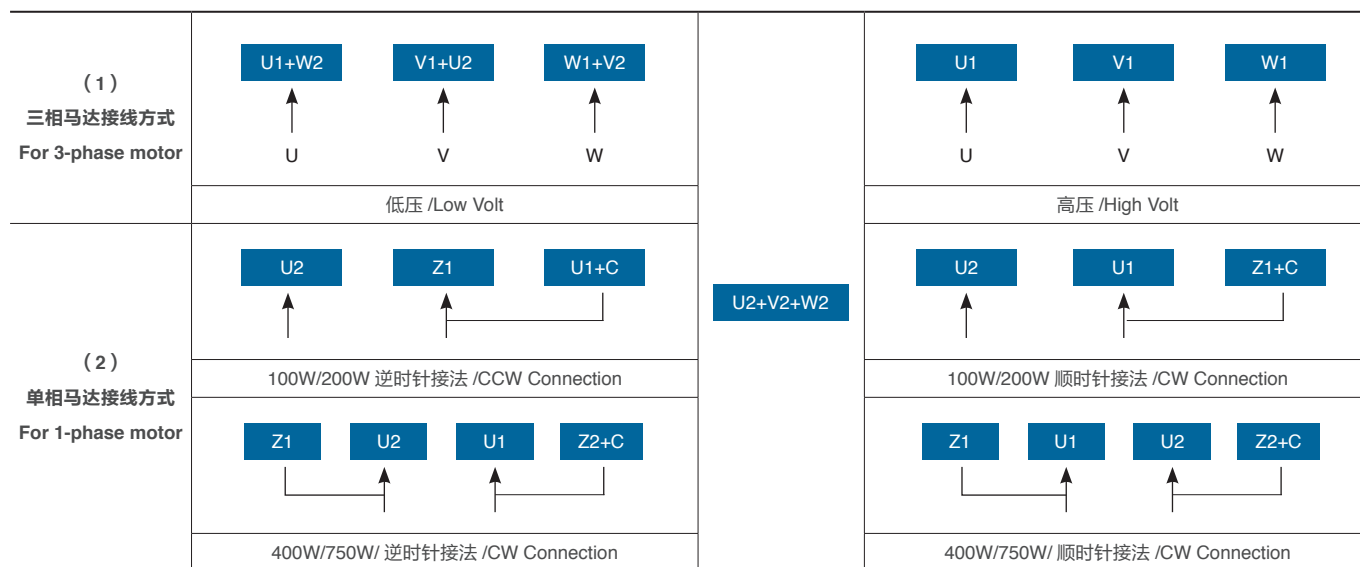 （1）
三相马达接线方式
For 3-phase motor
U1+W2 V1+U2 W1+V2
U V W
低压 /Low Volt
U1 V1 W1
U V W
高压 /High Volt
U2+V2+W2
（2）
单相马达接线方式
For 1-phase motor
U2 Z1 U1+C
100W/200W 逆时针接法 /CCW Connection
U2 U1 Z1+C
100W/200W 顺时针接法 /CW Connection
Z1 U2 U1 Z2+C
400W/750W/ 逆时针接法 /CW Connection
Z1 U1 U2 Z2+C
400W/750W/ 顺时针接法 /CW Connection